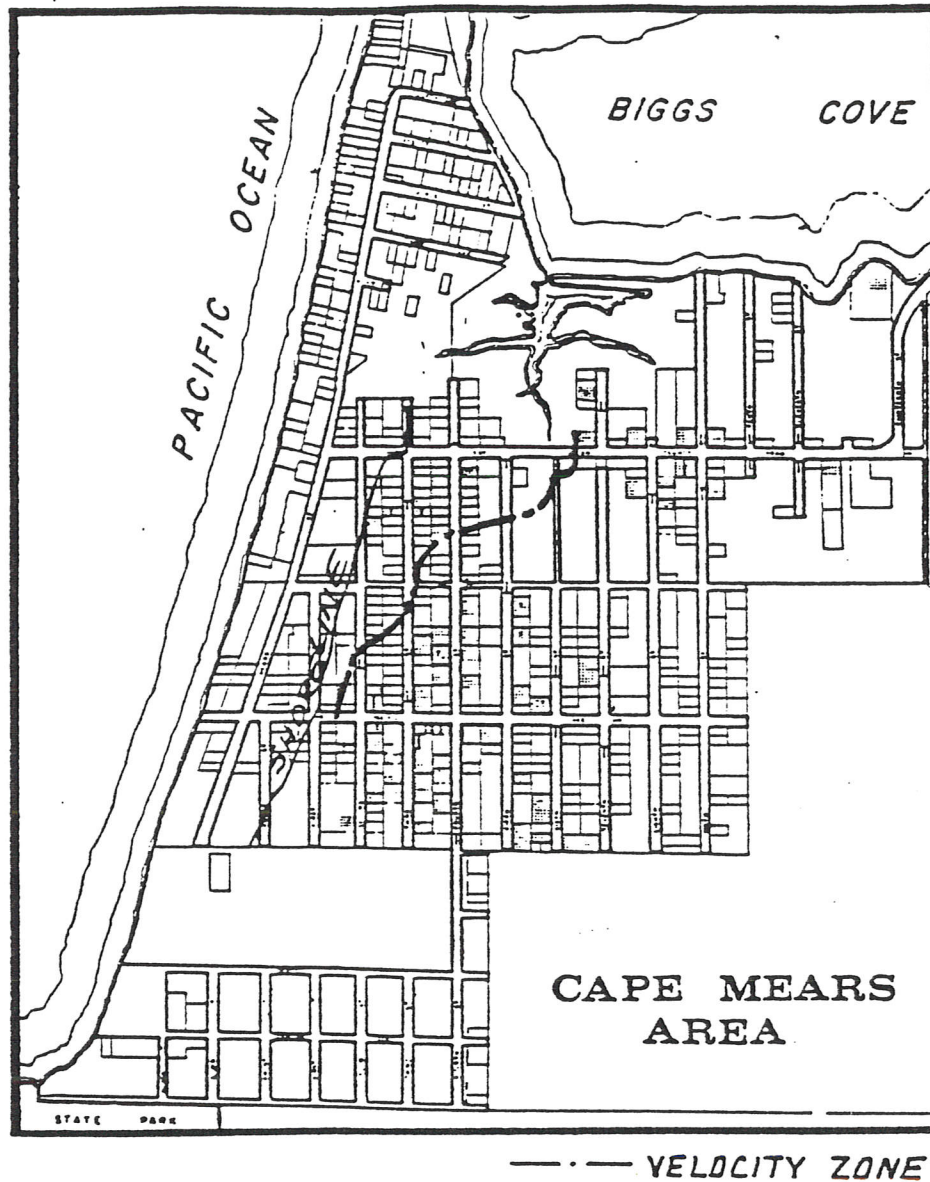 BIGGS COVE
PACIFIC OCEAN
SHORELINE
CAPE MEARS
AREA
STATE PARK
VELOCITY ZONE